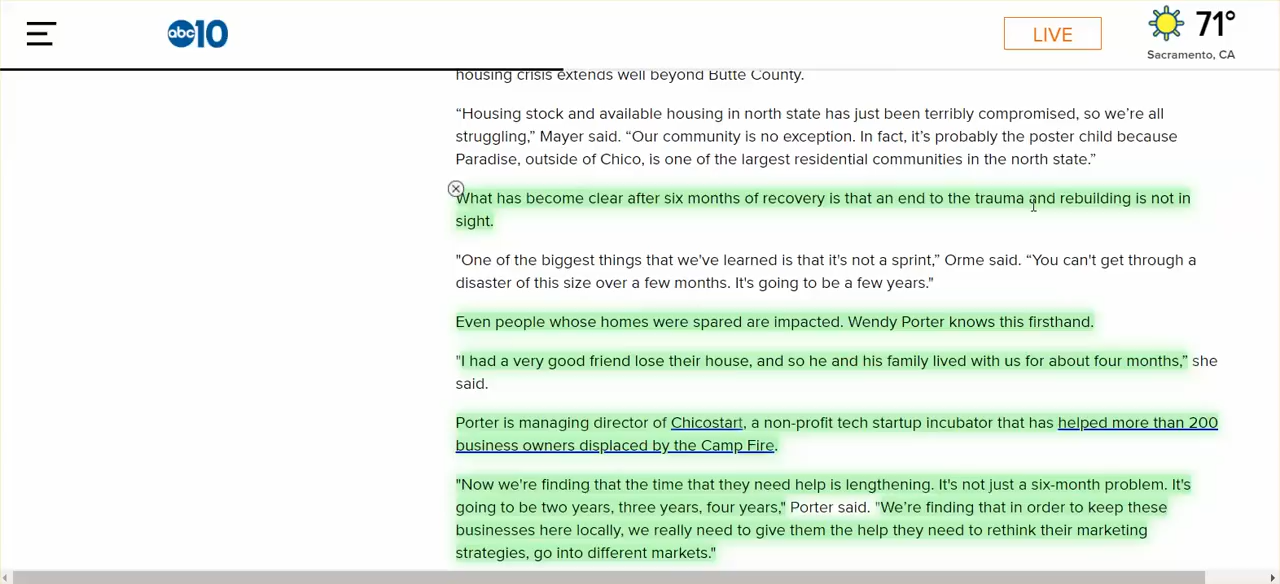 abc10
LIVE
71°
Sacramento, CA
housing crisis extends well beyond Butte County.
“Housing stock and available housing in north state has just been terribly compromised, so we’re all
struggling,” Mayer said. “Our community is no exception. In fact, it’s probably the poster child because
Paradise, outside of Chico, is one of the largest residential communities in the north state.”
What has become clear after six months of recovery is that an end to the trauma and rebuilding is not in
sight.
"One of the biggest things that we've learned is that it's not a sprint,” Orme said. “You can't get through a
disaster of this size over a few months. It's going to be a few years."
Even people whose homes were spared are impacted. Wendy Porter knows this firsthand.
"I had a very good friend lose their house, and so he and his family lived with us for about four months,” she
said.
Porter is managing director of Chicostart, a non-profit tech startup incubator that has helped more than 200
business owners displaced by the Camp Fire.
"Now we're finding that the time that they need help is lengthening. It's not just a six-month problem. It's
going to be two years, three years, four years," Porter said. "We’re finding that in order to keep these
businesses here locally, we really need to give them the help they need to rethink their marketing
strategies, go into different markets."